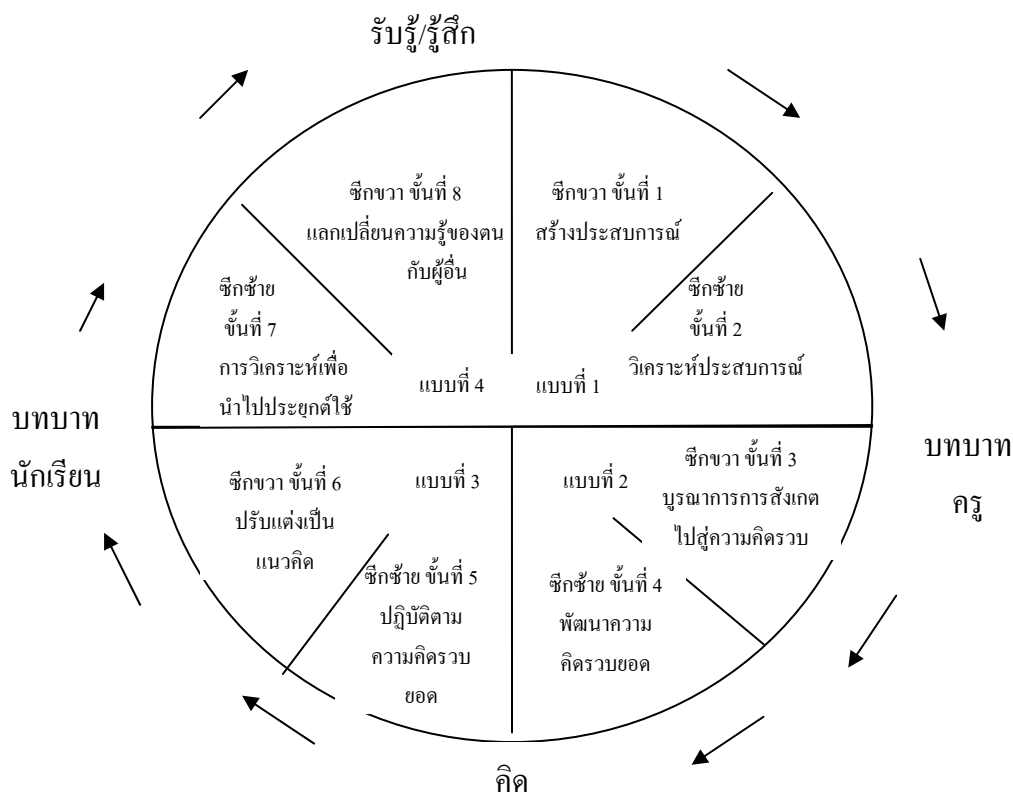 รับรู้/รู้สึก
ซีกขวา ขั้นที่ 8
แลกเปลี่ยนความรู้ของตน
กับผู้อื่น
ซีกขวา ขั้นที่ 1
สร้างประสบการณ์
ซีกซ้าย
ขั้นที่ 2
วิเคราะห์ประสบการณ์
ซีกซ้าย
ขั้นที่ 7
การวิเคราะห์เพื่อ
นำไปประยุกต์ใช้
แบบที่ 4
แบบที่ 1
บทบาท
นักเรียน
บทบาท
ครู
ซีกขวา ขั้นที่ 6
ปรับแต่งเป็น
แนวคิด
แบบที่ 3
แบบที่ 2
ซีกขวา ขั้นที่ 3
บูรณาการการสังเกต
ไปสู่ความคิดรวบ
ซีกซ้าย ขั้นที่ 5
ปฏิบัติตาม
ความคิดรวบ
ยอด
ซีกซ้าย ขั้นที่ 4
พัฒนาความ
คิดรวบยอด
คิด